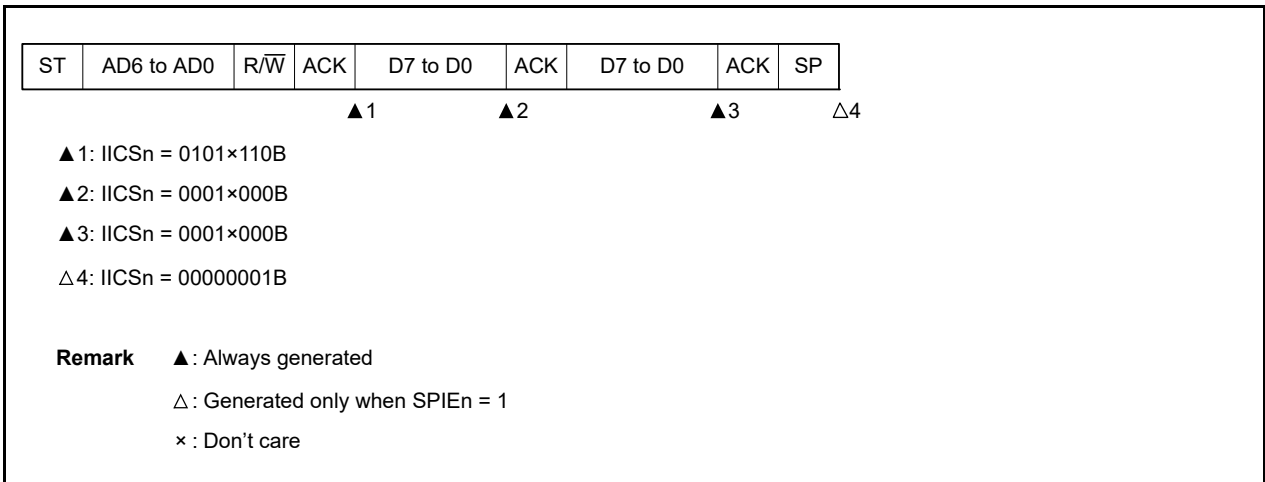 ST AD6 to AD0 R/W̅ ACK D7 to D0 ACK D7 to D0 ACK SP
▲1 ▲2 ▲3 △4
▲1: IICSn = 0101×110B
▲2: IICSn = 0001×000B
▲3: IICSn = 0001×000B
△4: IICSn = 00000001B
Remark ▲: Always generated
△: Generated only when SPIEn = 1
×: Don't care